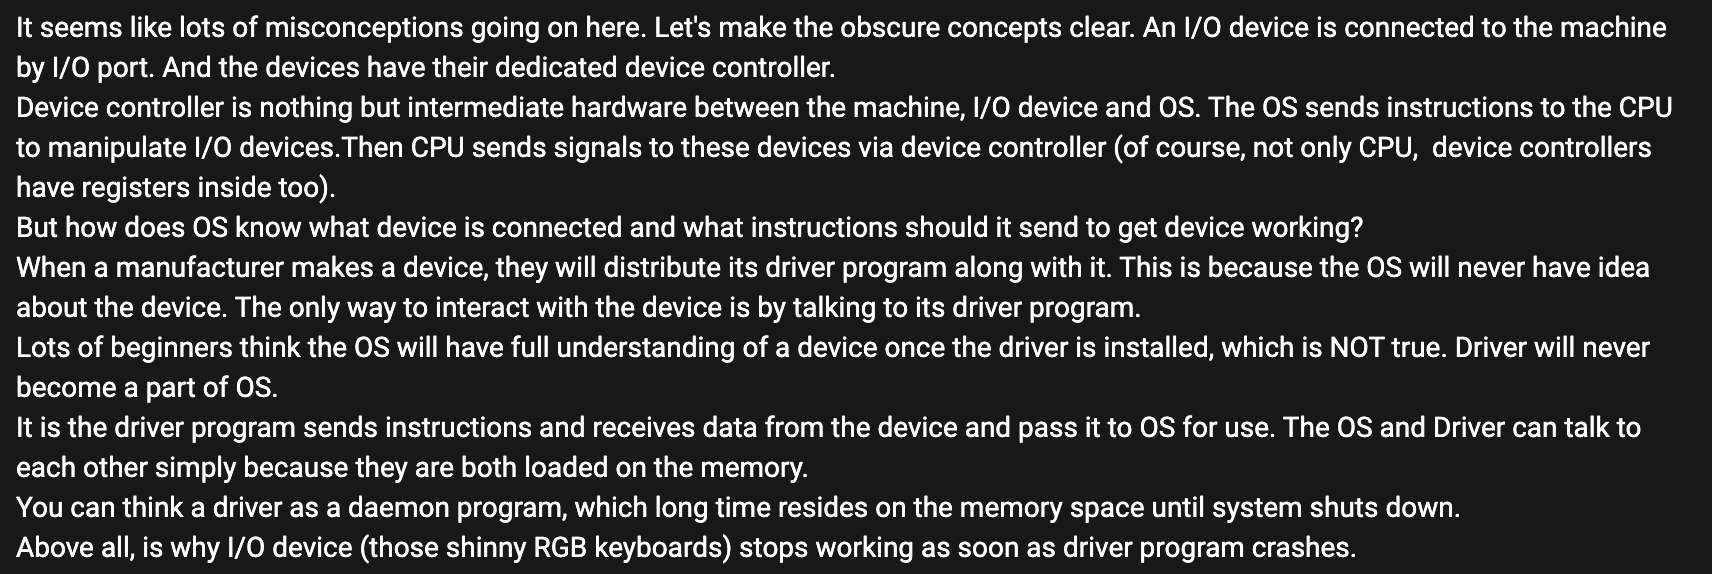 It seems like lots of misconceptions going on here. Let's make the obscure concepts clear. An I/O device is connected to the machine
by I/O port. And the devices have their dedicated device controller.
Device controller is nothing but intermediate hardware between the machine, I/O device and OS. The OS sends instructions to the CPU
to manipulate I/O devices.Then CPU sends signals to these devices via device controller (of course, not only CPU,  device controllers
have registers inside too).
But how does OS know what device is connected and what instructions should it send to get device working?
When a manufacturer makes a device, they will distribute its driver program along with it. This is because the OS will never have idea
about the device. The only way to interact with the device is by talking to its driver program.
Lots of beginners think the OS will have full understanding of a device once the driver is installed, which is NOT true. Driver will never
become a part of OS.
It is the driver program sends instructions and receives data from the device and pass it to OS for use. The OS and Driver can talk to
each other simply because they are both loaded on the memory.
You can think a driver as a daemon program, which long time resides on the memory space until system shuts down.
Above all, is why I/O device (those shinny RGB keyboards) stops working as soon as driver program crashes.